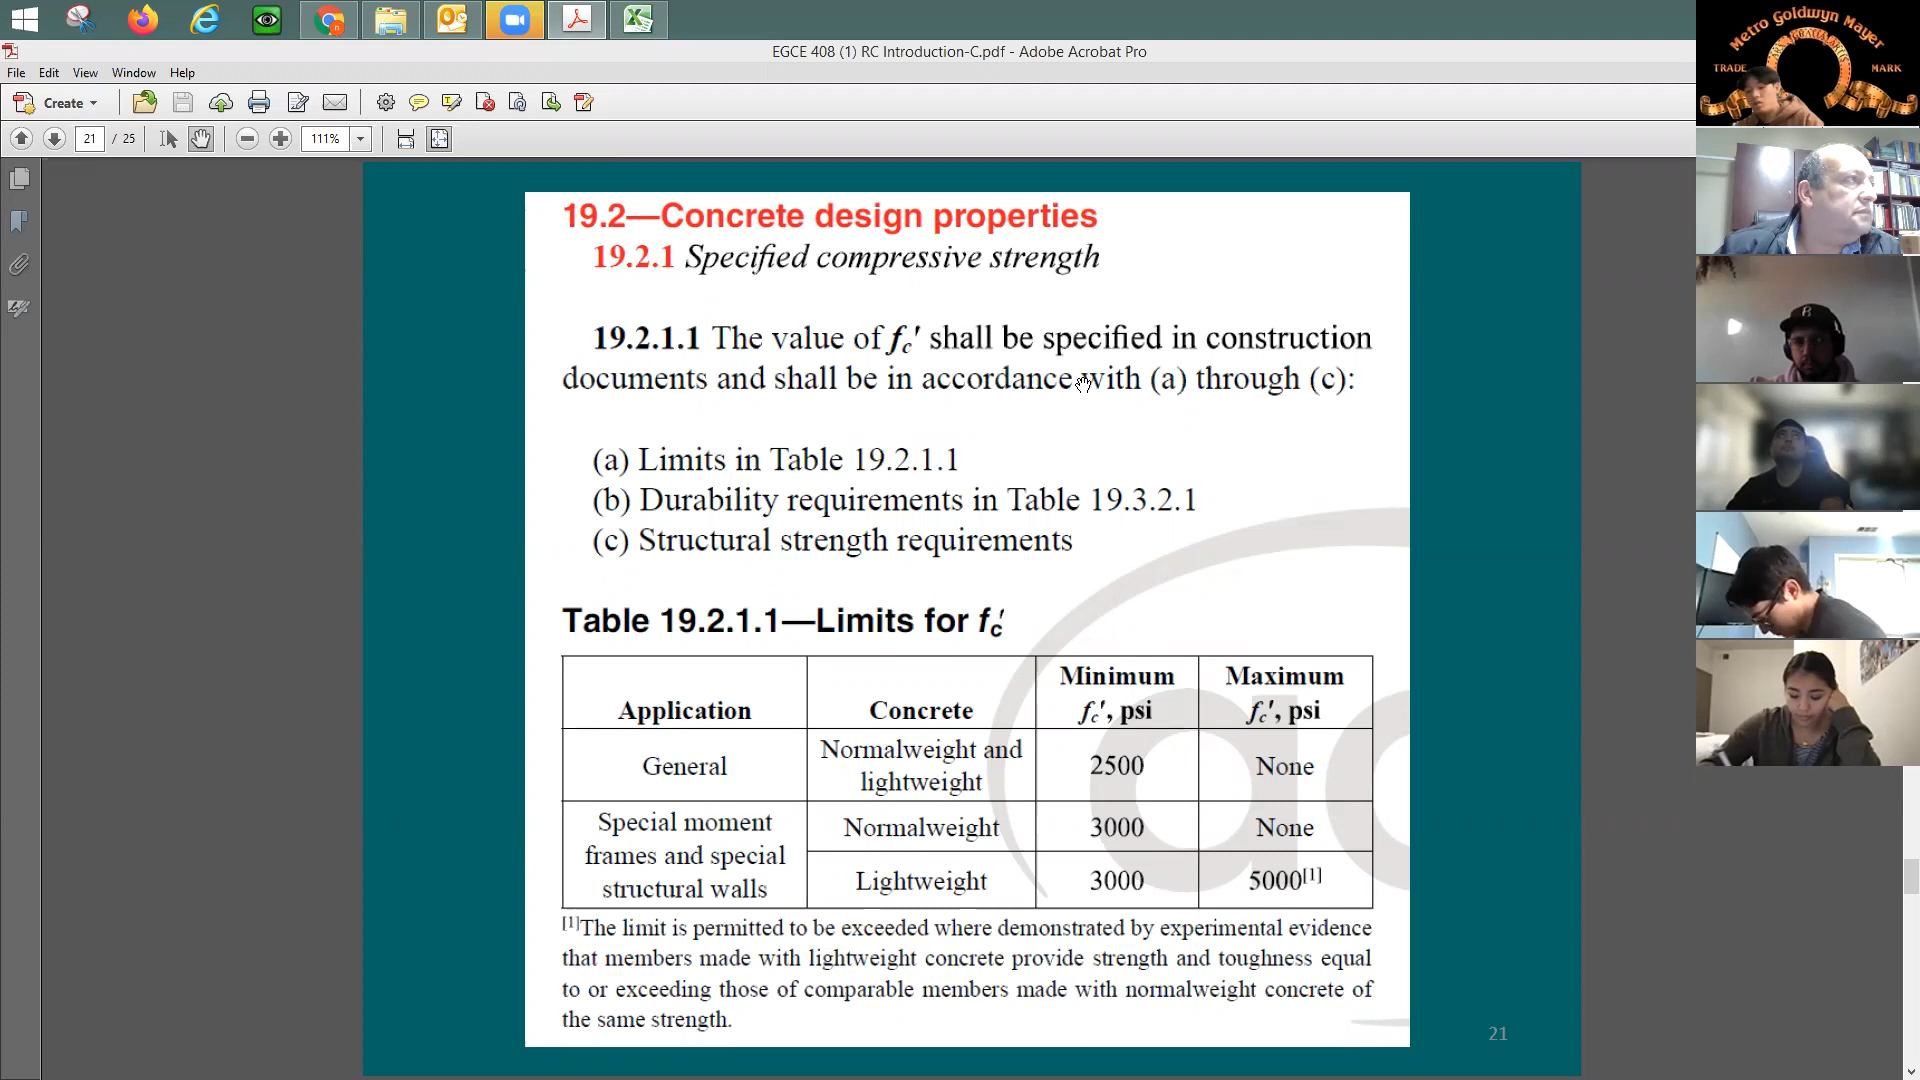 EGCE 408 (1) RC Introduction-C.pdf - Adobe Acrobat Pro
File Edit View Window Help
Create
21 / 25 111%
19.2—Concrete design properties
19.2.1 Specified compressive strength
19.2.1.1 The value of fc′ shall be specified in construction
documents and shall be in accordance with (a) through (c):
(a) Limits in Table 19.2.1.1
(b) Durability requirements in Table 19.3.2.1
(c) Structural strength requirements
Table 19.2.1.1—Limits for fc′
Application Concrete Minimum fc′, psi Maximum fc′, psi
General Normalweight and lightweight 2500 None
Special moment frames and special structural walls Normalweight 3000 None
Lightweight 3000 5000[1]
[1]The limit is permitted to be exceeded where demonstrated by experimental evidence
that members made with lightweight concrete provide strength and toughness equal
to or exceeding those of comparable members made with normalweight concrete of
the same strength.
21
Metro Goldwyn Mayer
TRADE MARK